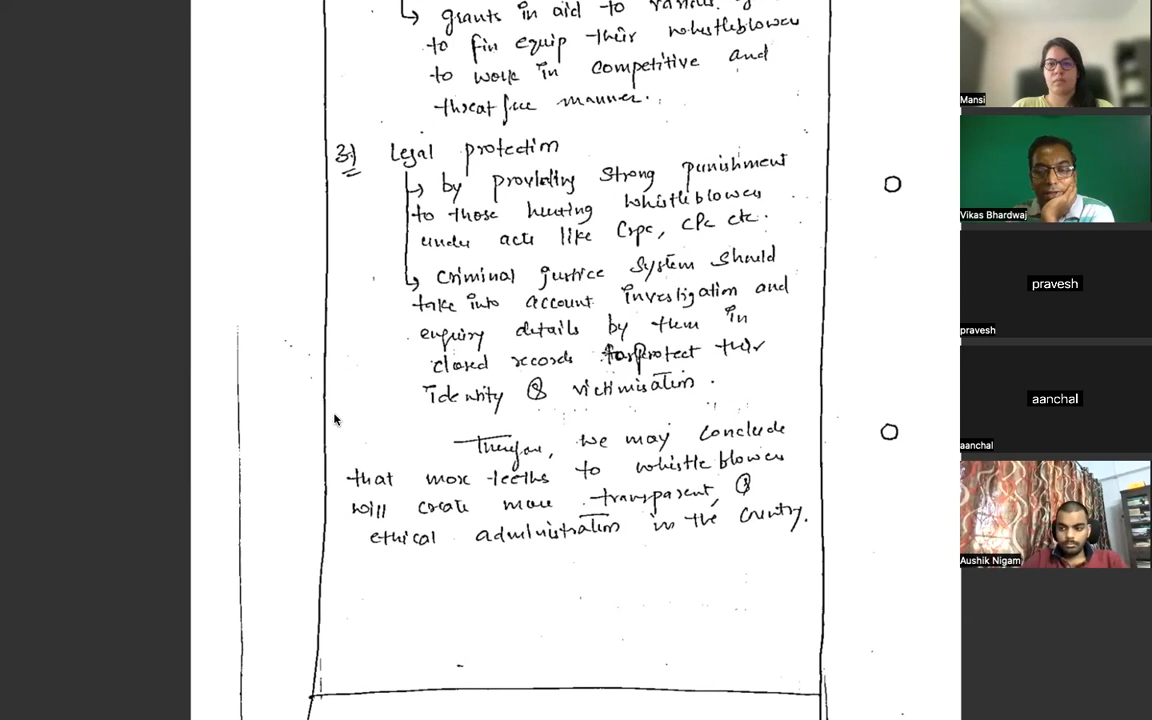 ↳ grants in aid to
to fin equip their whistleblower
to work in competitive and
threat free manner.
3) Legal protection
↳ by providing strong punishment
to those hurting whistleblower
under acts like Crpc, CPC etc.
↳ criminal justice system should
take into account investigation and
enquiry details by them in
closed records protect their
identity & victimisation.
Therefore, we may conclude
that more teeths to whistle blower
will create more transparent, &
ethical administration in the country.
Mansi
Vikas Bhardwaj
pravesh
pravesh
aanchal
aanchal
Aushik Nigam